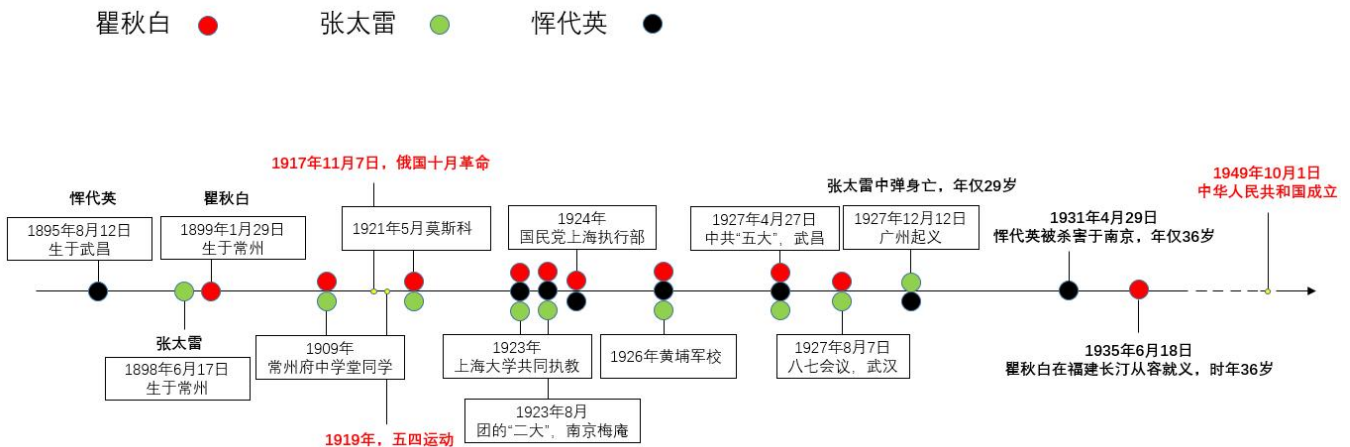 瞿秋白
张太雷
恽代英
1917年11月7日，俄国十月革命
恽代英
1895年8月12日
生于武昌
瞿秋白
1899年1月29日
生于常州
1921年5月莫斯科
1924年
国民党上海执行部
1927年4月27日
中共“五大”，武昌
张太雷中弹身亡，年仅29岁
1927年12月12日
广州起义
1931年4月29日
恽代英被杀害于南京，年仅36岁
1949年10月1日
中华人民共和国成立
张太雷
1898年6月17日
生于常州
1909年
常州府中学堂同学
1919年，五四运动
1923年
上海大学共同执教
1923年8月
团的“二大”，南京梅庵
1926年黄埔军校
1927年8月7日
八七会议，武汉
1935年6月18日
瞿秋白在福建长汀从容就义，时年36岁